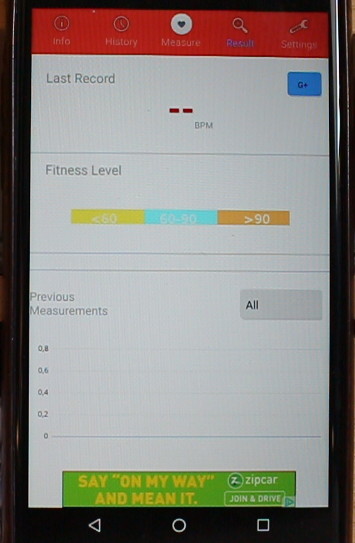 Info History Measure Result Settings
Last Record
G+
--
BPM
Fitness Level
<60 60-90 >90
Previous
Measurements
All
0,8
0,6
0,4
0,2
0
SAY "ON MY WAY"
AND MEAN IT.
Z zipcar
JOIN & DRIVE